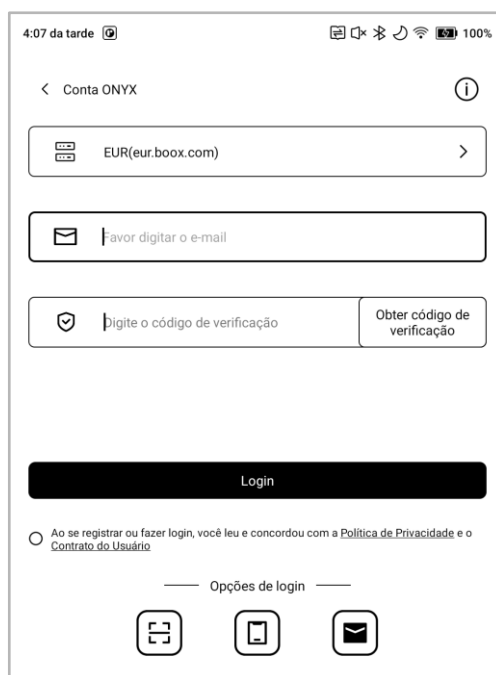 4:07 da tarde
100%
Conta ONYX
EUR(eur.boox.com)
Favor digitar o e-mail
Digite o código de verificação
Obter código de
verificação
Login
Ao se registrar ou fazer login, você leu e concordou com a Política de Privacidade e o
Contrato do Usuário
Opções de login